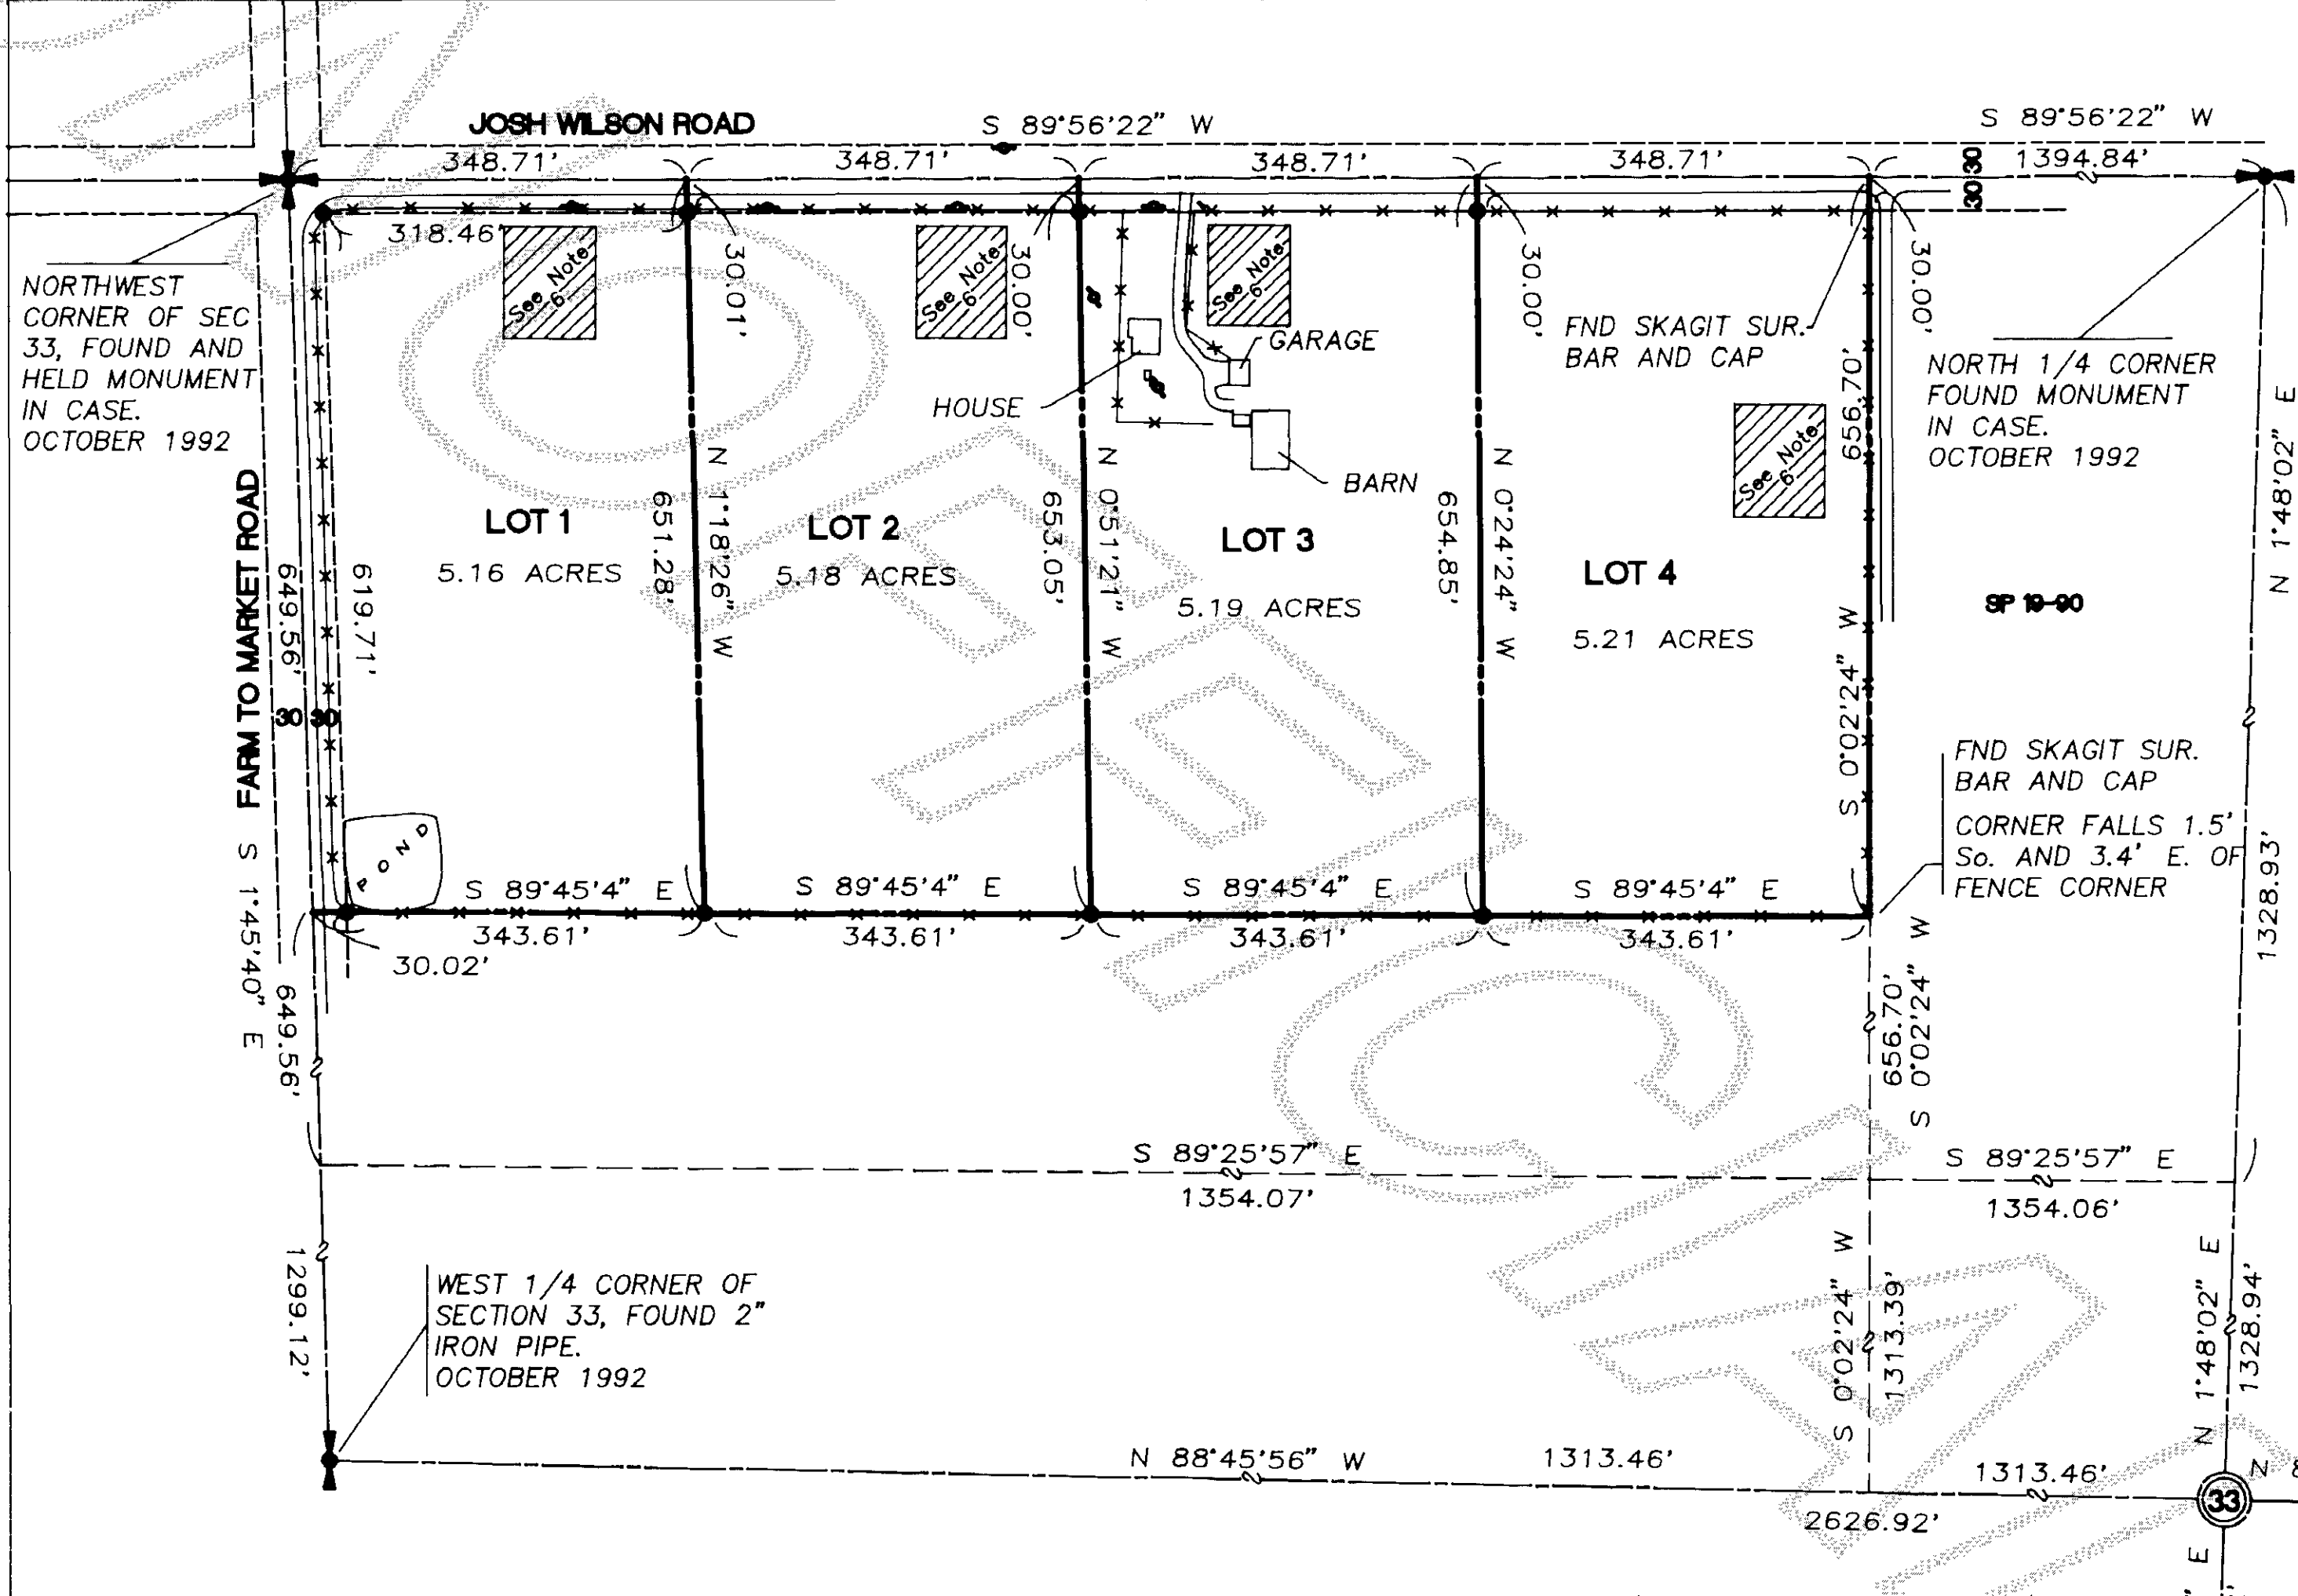 JOSH WILSON ROAD
S 89°56'22" W
S 89°56'22" W
348.71'
348.71'
348.71'
348.71'
1394.84'
30 30
30 30
318.46'
30.01'
30.00'
30.00'
30.00'
See Note
6
See Note
6
See Note
6
See Note
6
NORTHWEST
CORNER OF SEC
33, FOUND AND
HELD MONUMENT
IN CASE.
OCTOBER 1992
GARAGE
HOUSE
BARN
FND SKAGIT SUR.
BAR AND CAP
NORTH 1/4 CORNER
FOUND MONUMENT
IN CASE.
OCTOBER 1992
656.70'
N 1°48'02" E
FARM TO MARKET ROAD
S 1°45'40" E
649.56'
619.71'
LOT 1
5.16 ACRES
651.28'
N 1°18'26" W
LOT 2
5.18 ACRES
653.05'
N 0°51'21" W
LOT 3
5.19 ACRES
654.85'
N 0°24'24" W
LOT 4
5.21 ACRES
S 0°02'24" W
SP 19-90
FND SKAGIT SUR.
BAR AND CAP
CORNER FALLS 1.5'
So. AND 3.4' E. OF
FENCE CORNER
1328.93'
POND
S 89°45'4" E
S 89°45'4" E
S 89°45'4" E
S 89°45'4" E
343.61'
343.61'
343.61'
343.61'
30.02'
649.56'
656.70'
S 0°02'24" W
S 89°25'57" E
1354.07'
S 89°25'57" E
1354.06'
1299.12'
WEST 1/4 CORNER OF
SECTION 33, FOUND 2"
IRON PIPE.
OCTOBER 1992
S 0°02'24" W
1313.39'
N 1°48'02" E
1328.94'
N 88°45'56" W
1313.46'
1313.46'
2626.92'
33
N
E